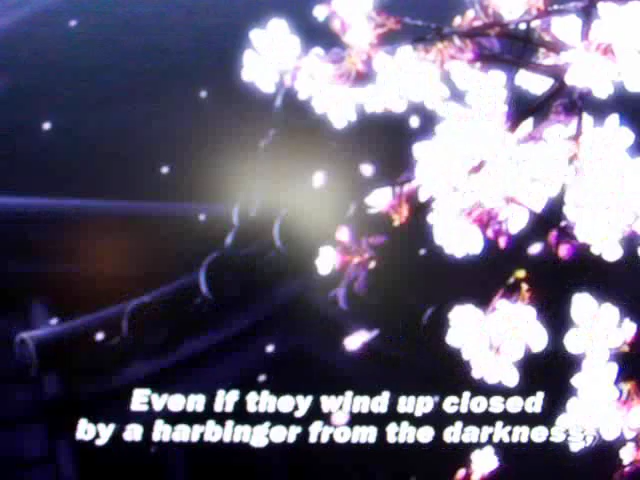 Even if they wind up closed
by a harbinger from the darkness,